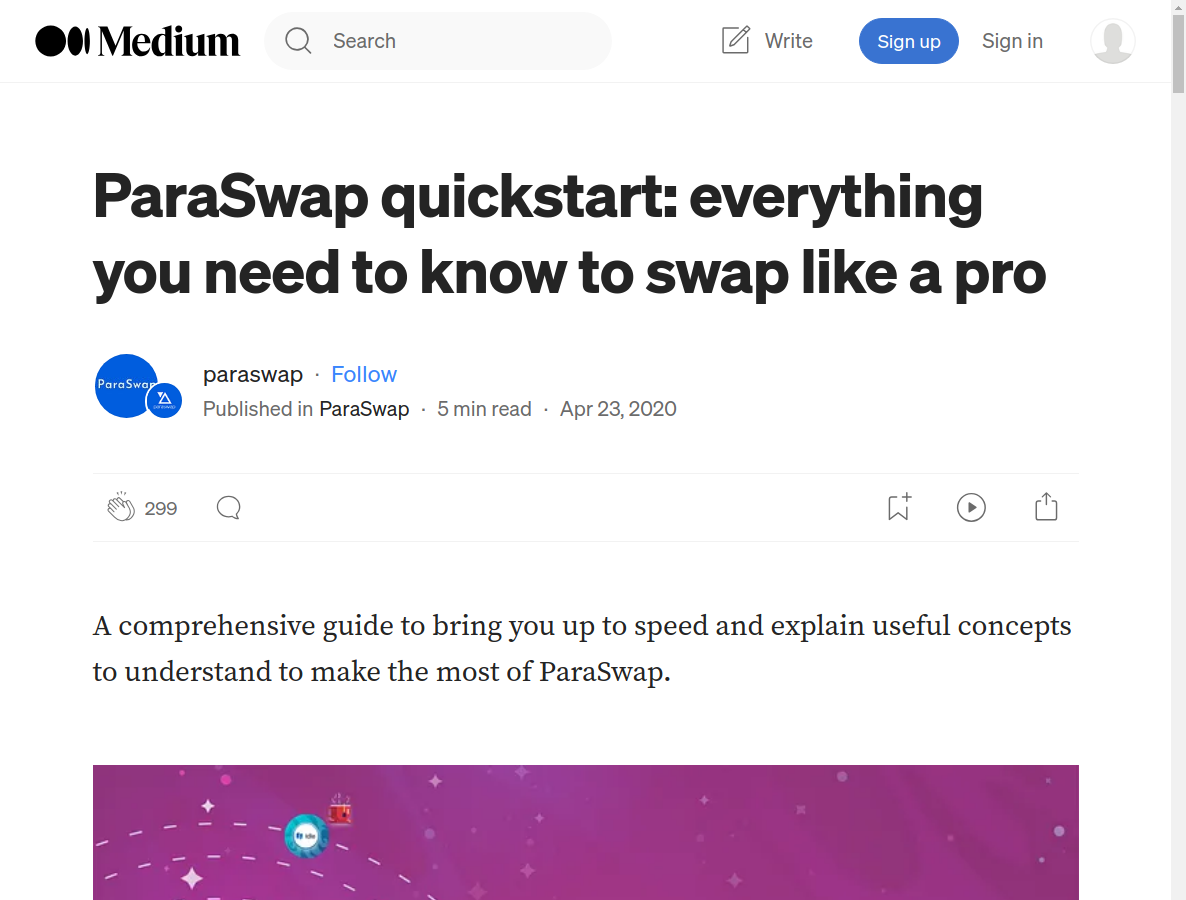 Medium
Search
Write
Sign up
Sign in
ParaSwap quickstart: everything
you need to know to swap like a pro
ParaSwap
paraswap · Follow
Published in ParaSwap · 5 min read · Apr 23, 2020
299
A comprehensive guide to bring you up to speed and explain useful concepts
to understand to make the most of ParaSwap.
Idle